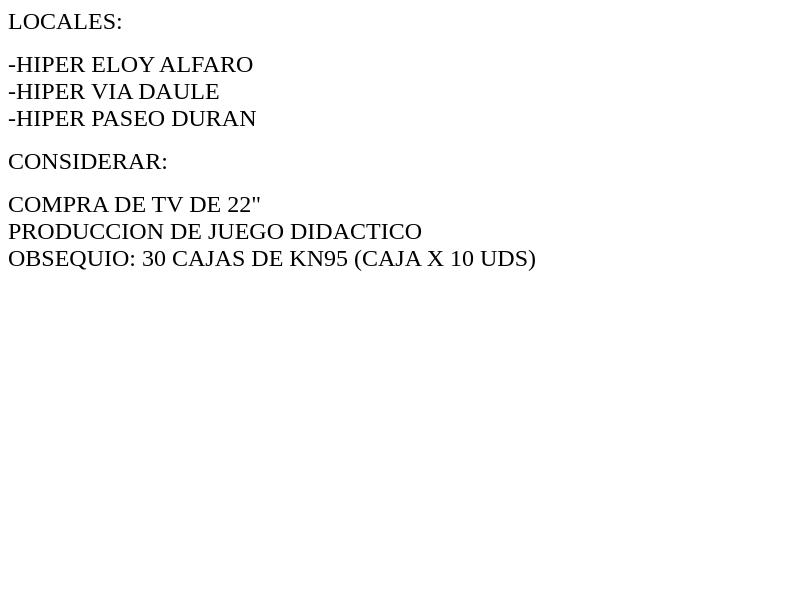 LOCALES:
-HIPER ELOY ALFARO
-HIPER VIA DAULE
-HIPER PASEO DURAN
CONSIDERAR:
COMPRA DE TV DE 22"
PRODUCCION DE JUEGO DIDACTICO
OBSEQUIO: 30 CAJAS DE KN95 (CAJA X 10 UDS)